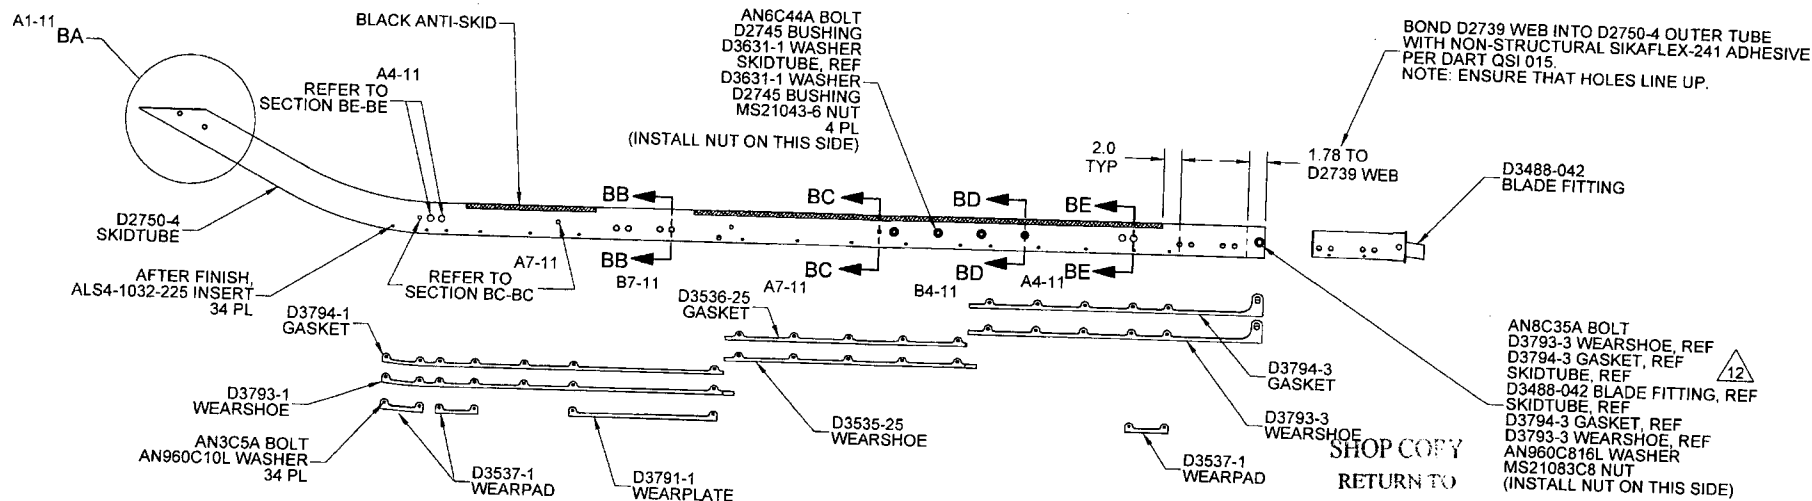 A1-11
BA
BLACK ANTI-SKID
A4-11
REFER TO
SECTION BE-BE
AN6C44A BOLT
D2745 BUSHING
D3631-1 WASHER
SKIDTUBE, REF
D3631-1 WASHER
D2745 BUSHING
MS21043-6 NUT
4 PL
(INSTALL NUT ON THIS SIDE)
BOND D2739 WEB INTO D2750-4 OUTER TUBE
WITH NON-STRUCTURAL SIKAFLEX-241 ADHESIVE
PER DART QSI 015.
NOTE: ENSURE THAT HOLES LINE UP.
2.0
TYP
1.78 TO
D2739 WEB
D3488-042
BLADE FITTING
BB
BC
BD
BE
D2750-4
SKIDTUBE
BB
BC
BD
BE
AFTER FINISH,
ALS4-1032-225 INSERT
34 PL
A7-11
REFER TO
SECTION BC-BC
B7-11
A7-11
B4-11
A4-11
D3794-1
GASKET
D3536-25
GASKET
D3794-3
GASKET
D3793-1
WEARSHOE
D3535-25
WEARSHOE
D3793-3
WEARSHOE
AN3C5A BOLT
AN960C10L WASHER
34 PL
D3537-1
WEARPAD
D3791-1
WEARPLATE
D3537-1
WEARPAD
AN8C35A BOLT
D3793-3 WEARSHOE, REF
D3794-3 GASKET, REF
SKIDTUBE, REF
D3488-042 BLADE FITTING, REF
SKIDTUBE, REF
D3794-3 GASKET, REF
D3793-3 WEARSHOE, REF
AN960C816L WASHER
MS21083C8 NUT
(INSTALL NUT ON THIS SIDE)
12
SHOP COPY
RETURN TO